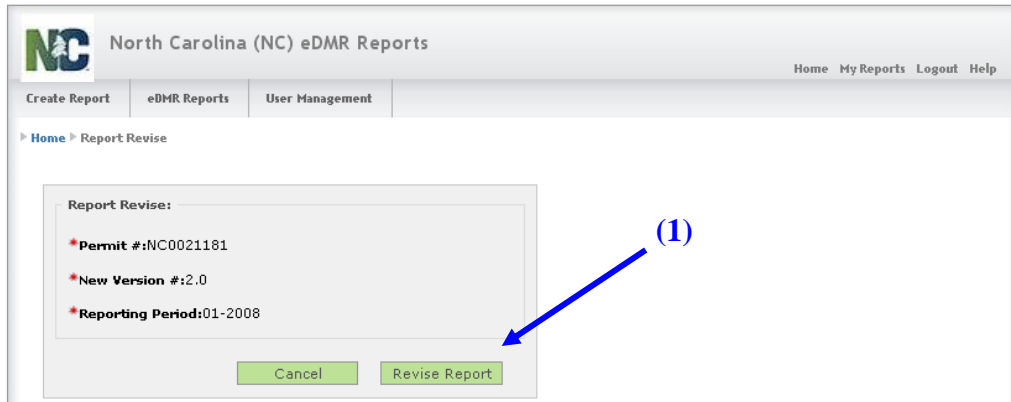 NC North Carolina (NC) eDMR Reports
Home My Reports Logout Help
Create Report eDMR Reports User Management
Home Report Revise
Report Revise:
*Permit #:NC0021181
(1)
*New Version #:2.0
*Reporting Period:01-2008
Cancel Revise Report